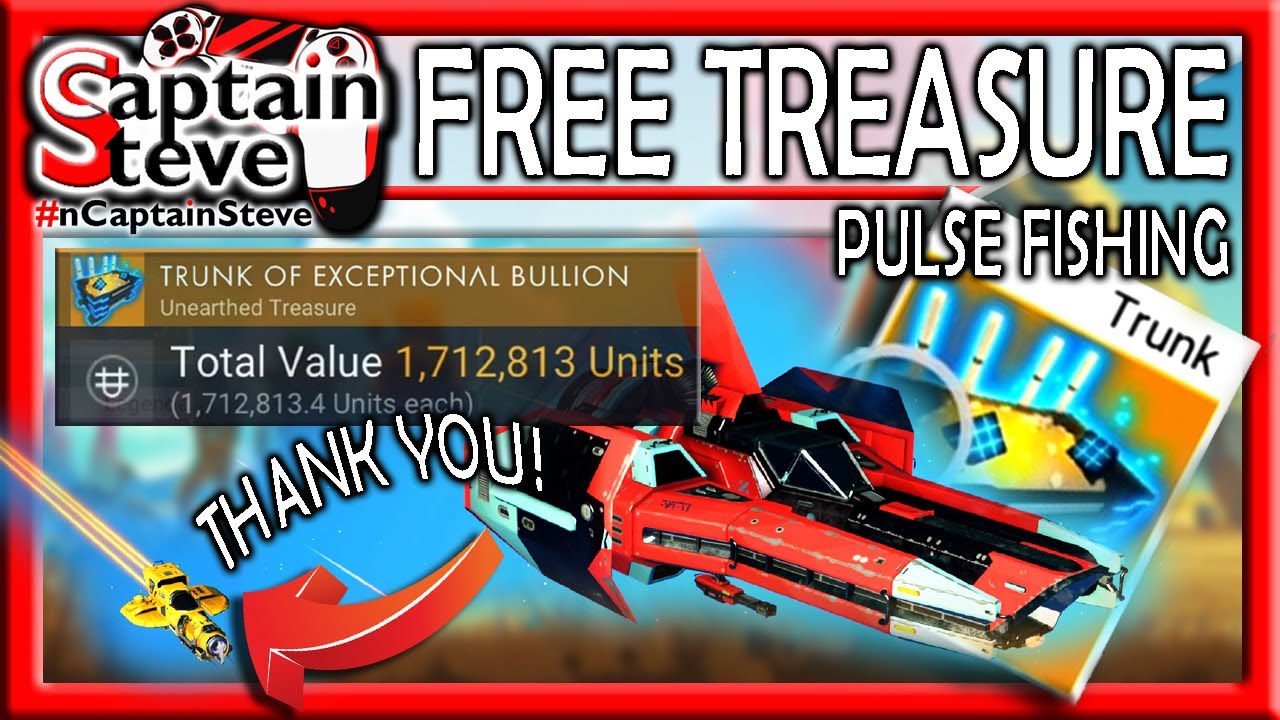 Captain
Steve
#nCaptainSteve
FREE TREASURE
PULSE FISHING
TRUNK OF EXCEPTIONAL BULLION
Unearthed Treasure
Total Value 1,712,813 Units
(1,712,813.4 Units each)
Trunk
THANK YOU!